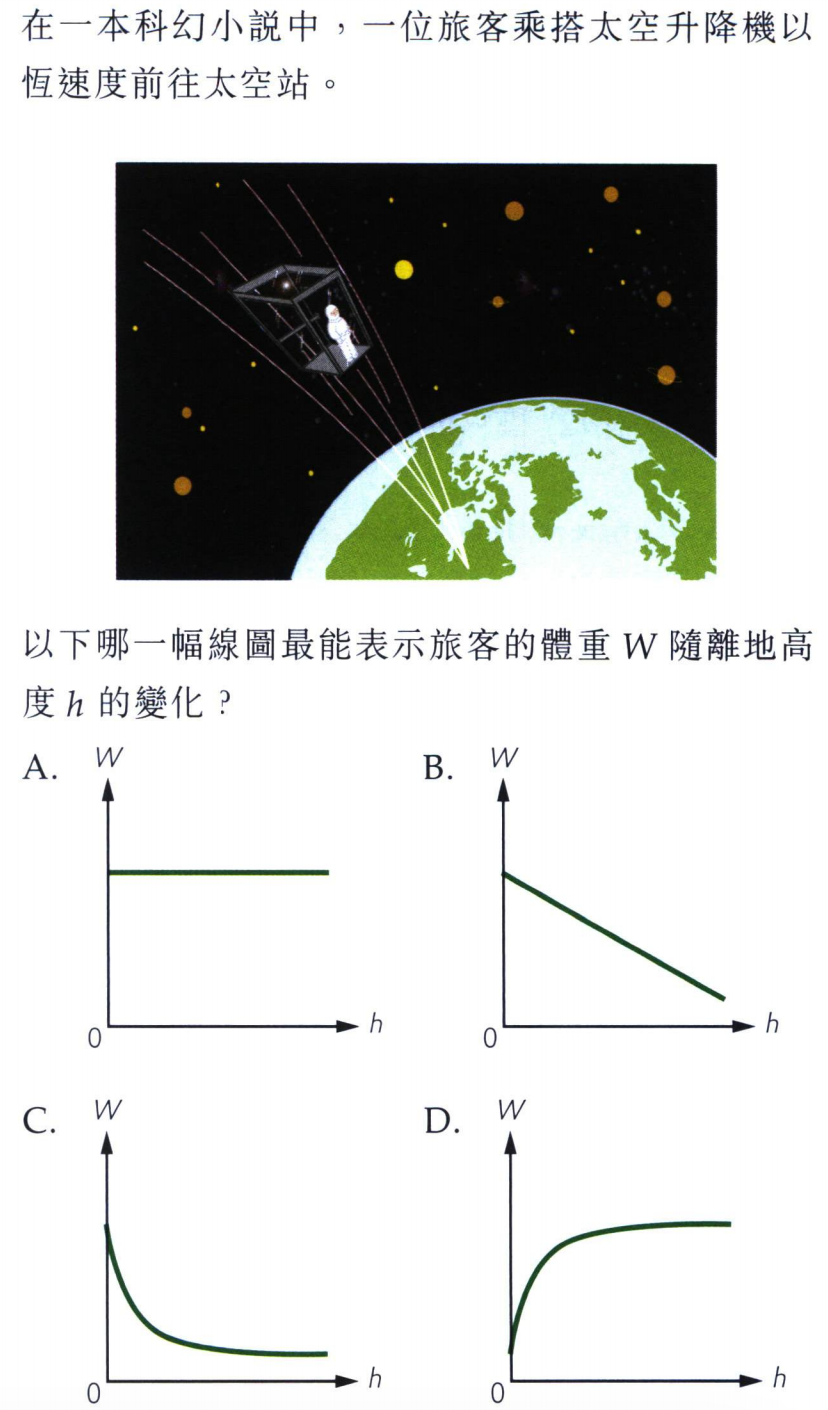 在一本科幻小説中，一位旅客乘搭太空升降機以
恆速度前往太空站。
以下哪一幅線圖最能表示旅客的體重 W 隨離地高
度 h 的變化？
A. W
0 h
B. W
0 h
C. W
0 h
D. W
0 h